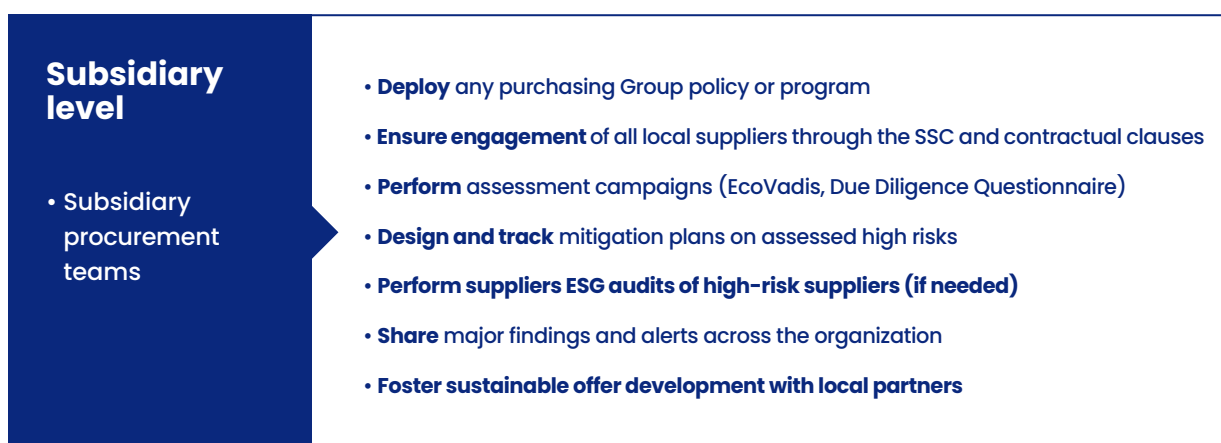 Subsidiary
level
• Subsidiary
procurement
teams
• Deploy any purchasing Group policy or program
• Ensure engagement of all local suppliers through the SSC and contractual clauses
• Perform assessment campaigns (EcoVadis, Due Diligence Questionnaire)
• Design and track mitigation plans on assessed high risks
• Perform suppliers ESG audits of high-risk suppliers (if needed)
• Share major findings and alerts across the organization
• Foster sustainable offer development with local partners